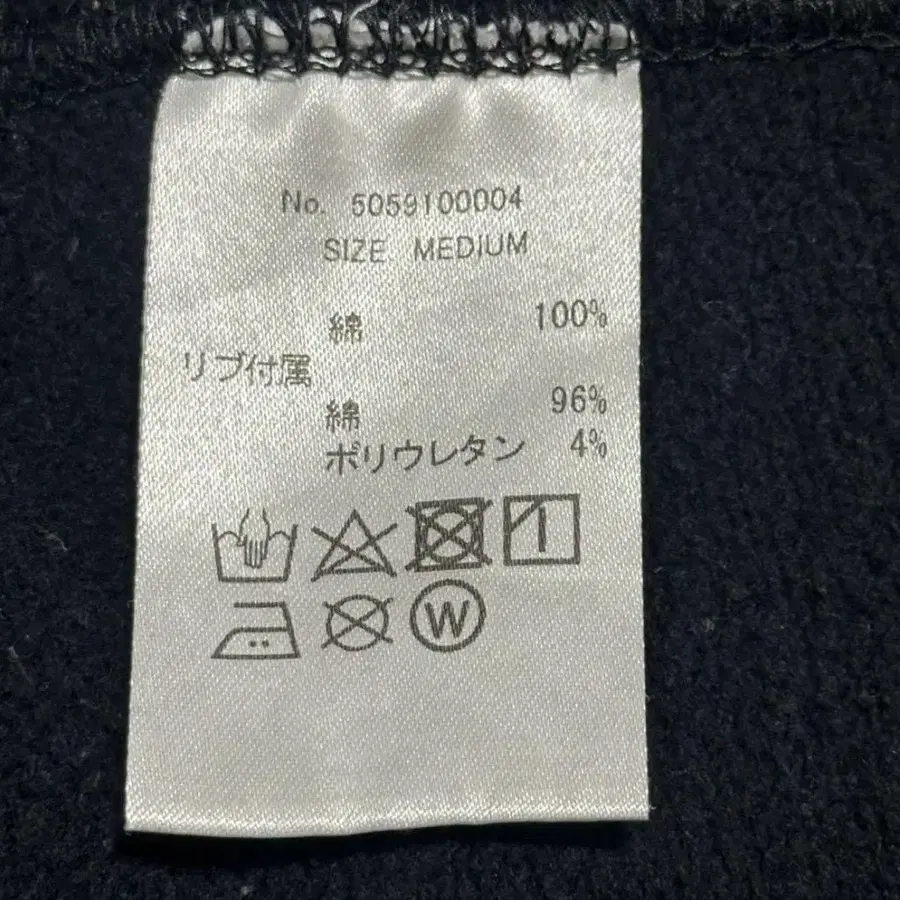 No. 5059100004
SIZE MEDIUM
綿 100%
リブ付属
綿 96%
ポリウレタン 4%
W